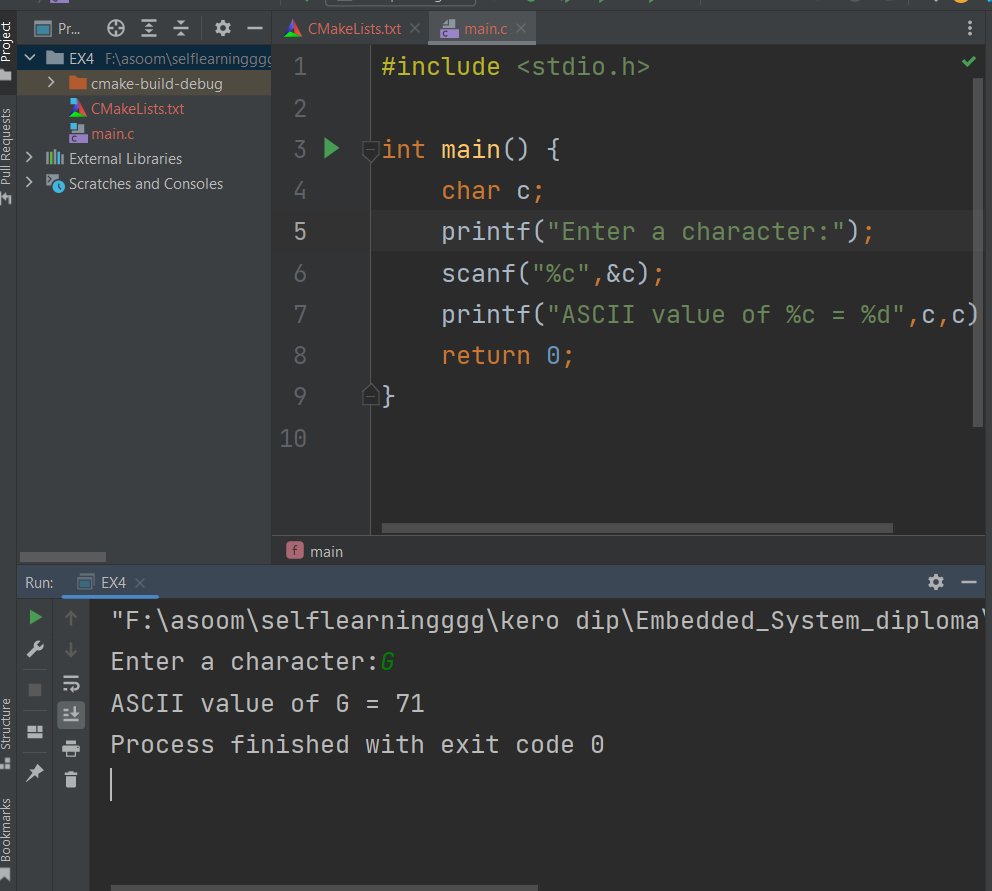 Project
Pull Requests
Structure
Bookmarks
Pr...
EX4 F:\asoom\selflearningggg
cmake-build-debug
CMakeLists.txt
main.c
External Libraries
Scratches and Consoles
CMakeLists.txt
main.c
1 #include <stdio.h>
2
3 int main() {
4 char c;
5 printf("Enter a character:");
6 scanf("%c",&c);
7 printf("ASCII value of %c = %d",c,c)
8 return 0;
9 }
10
f main
Run: EX4
"F:\asoom\selflearningggg\kero dip\Embedded_System_diploma\
Enter a character:G
ASCII value of G = 71
Process finished with exit code 0